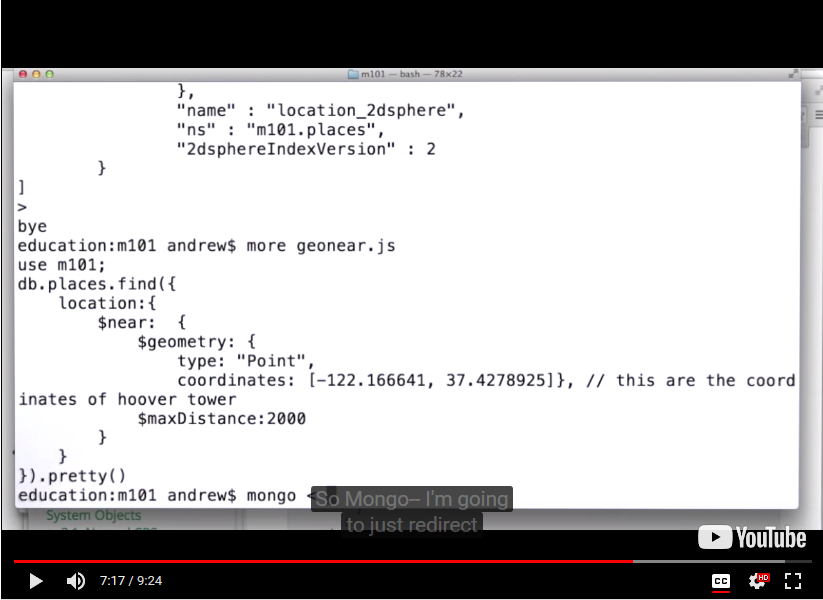 m101 — bash — 78×22
},
"name" : "location_2dsphere",
"ns" : "m101.places",
"2dsphereIndexVersion" : 2
}
]
>
bye
education:m101 andrew$ more geonear.js
use m101;
db.places.find({
location:{
$near: {
$geometry: {
type: "Point",
coordinates: [-122.166641, 37.4278925]}, // this are the coord
inates of hoover tower
$maxDistance:2000
}
}
}).pretty()
education:m101 andrew$ mongo <
So Mongo-- I'm going
to just redirect
System Objects
YouTube
7:17 / 9:24
CC
HD